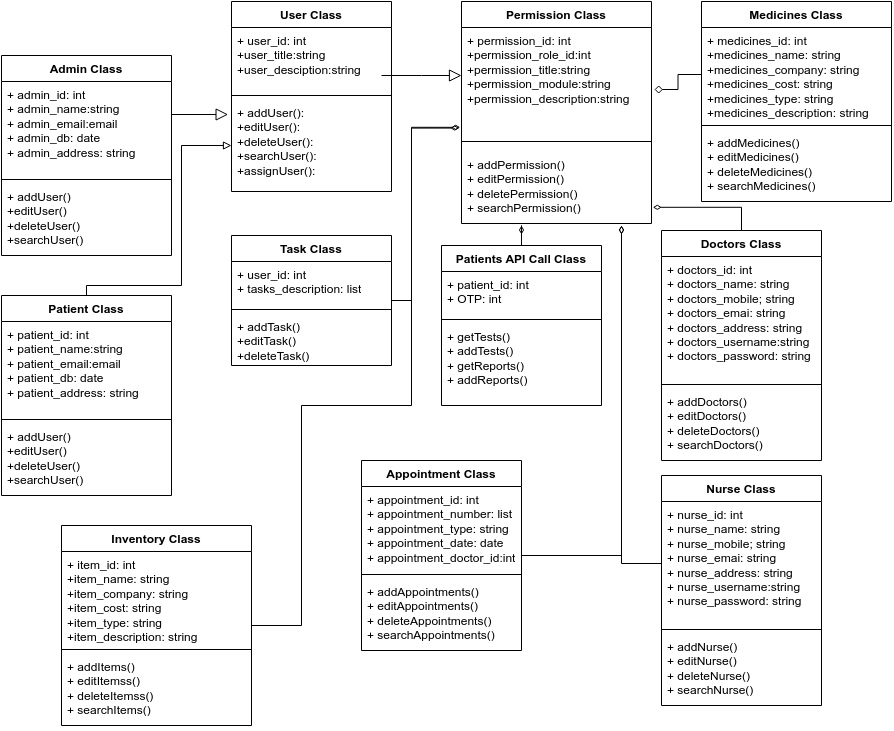 User Class
+ user_id: int
+user_title:string
+user_desciption:string
+ addUser():
+editUser():
+deleteUser():
+searchUser():
+assignUser():
Permission Class
+ permission_id: int
+permission_role_id:int
+permission_title:string
+permission_module:string
+permission_description:string
+ addPermission()
+ editPermission()
+ deletePermission()
+ searchPermission()
Medicines Class
+ medicines_id: int
+medicines_name: string
+medicines_company: string
+medicines_cost: string
+medicines_type: string
+medicines_description: string
+ addMedicines()
+ editMedicines()
+ deleteMedicines()
+ searchMedicines()
Admin Class
+ admin_id: int
+ admin_name:string
+ admin_email:email
+ admin_db: date
+ admin_address: string
+ addUser()
+editUser()
+deleteUser()
+searchUser()
Task Class
+ user_id: int
+ tasks_description: list
+ addTask()
+editTask()
+deleteTask()
Patients API Call Class
+ patient_id: int
+ OTP: int
+ getTests()
+ addTests()
+ getReports()
+ addReports()
Doctors Class
+ doctors_id: int
+ doctors_name: string
+ doctors_mobile; string
+ doctors_emai: string
+ doctors_address: string
+ doctors_username:string
+ doctors_password: string
+ addDoctors()
+ editDoctors()
+ deleteDoctors()
+ searchDoctors()
Patient Class
+ patient_id: int
+ patient_name:string
+ patient_email:email
+ patient_db: date
+ patient_address: string
+ addUser()
+editUser()
+deleteUser()
+searchUser()
Appointment Class
+ appointment_id: int
+ appointment_number: list
+ appointment_type: string
+ appointment_date: date
+ appointment_doctor_id:int
+ addAppointments()
+ editAppointments()
+ deleteAppointments()
+ searchAppointments()
Nurse Class
+ nurse_id: int
+ nurse_name: string
+ nurse_mobile; string
+ nurse_emai: string
+ nurse_address: string
+ nurse_username:string
+ nurse_password: string
+ addNurse()
+ editNurse()
+ deleteNurse()
+ searchNurse()
Inventory Class
+ item_id: int
+item_name: string
+item_company: string
+item_cost: string
+item_type: string
+item_description: string
+ addItems()
+ editItemss()
+ deleteItemss()
+ searchItems()